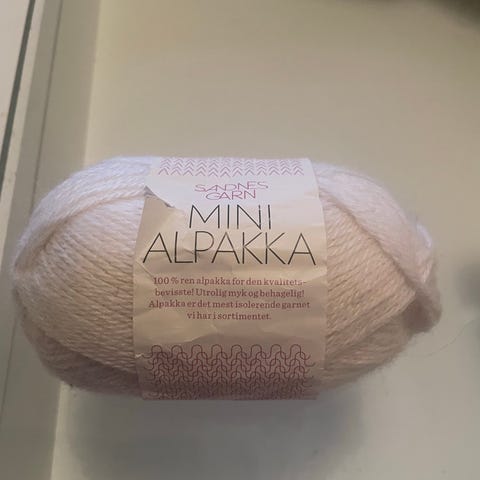 SANDNES
GARN
MINI
ALPAKKA
100 % ren alpakka for den kvalitets-
bevisste! Utrolig myk og behagelig!
Alpakka er det mest isolerende garnet
vi har i sortimentet.